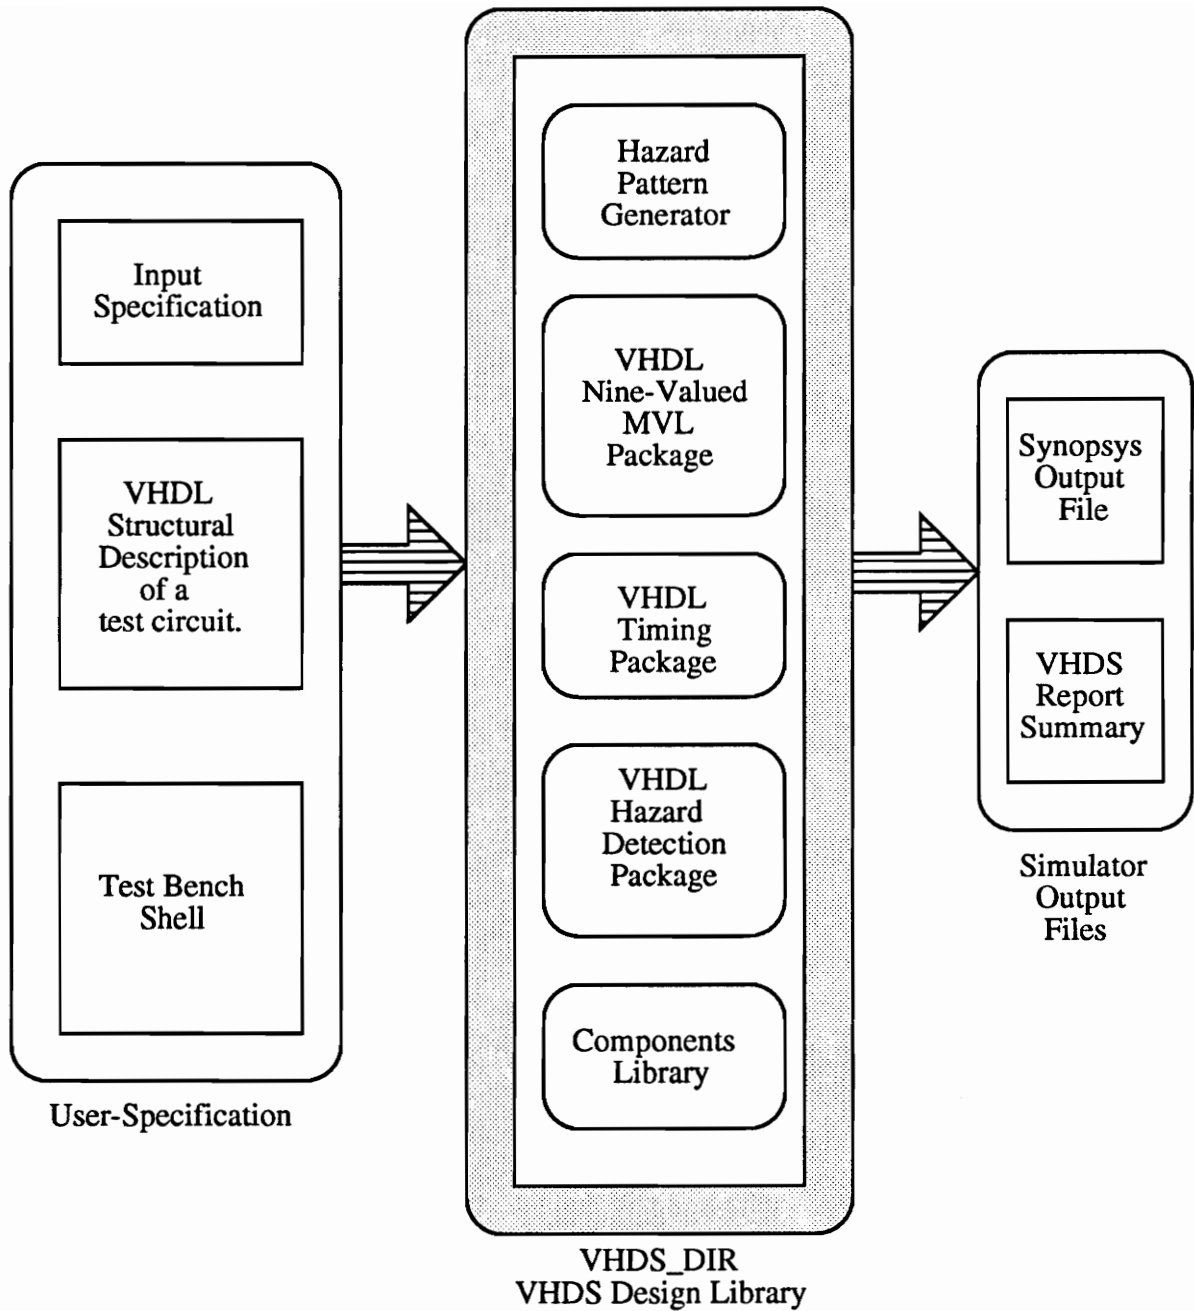 Input
Specification
VHDL
Structural
Description
of a
test circuit.
Test Bench
Shell
User-Specification
Hazard
Pattern
Generator
VHDL
Nine-Valued
MVL
Package
VHDL
Timing
Package
VHDL
Hazard
Detection
Package
Components
Library
VHDS_DIR
VHDS Design Library
Synopsys
Output
File
VHDS
Report
Summary
Simulator
Output
Files